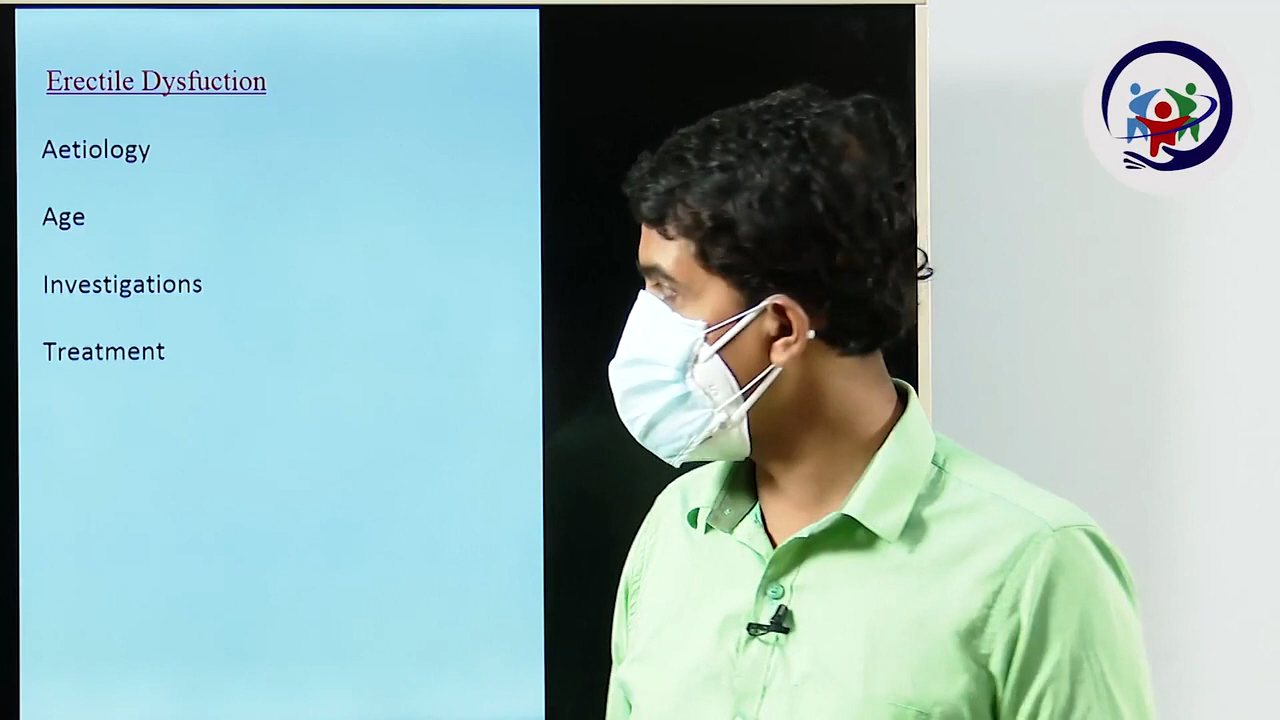 Erectile Dysfuction
Aetiology
Age
Investigations
Treatment